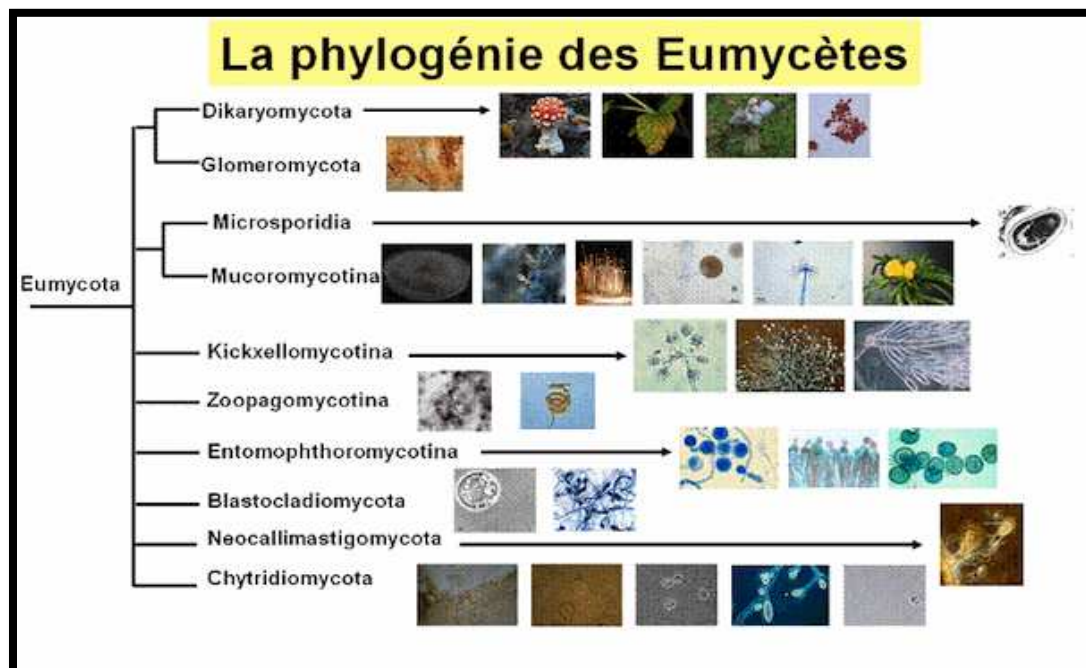 La phylogénie des Eumycètes
Dikaryomycota
Glomeromycota
Microsporidia
Mucoromycotina
Eumycota
Kickxellomycotina
Zoopagomycotina
Entomophthoromycotina
Blastocladiomycota
Neocallimastigomycota
Chytridiomycota